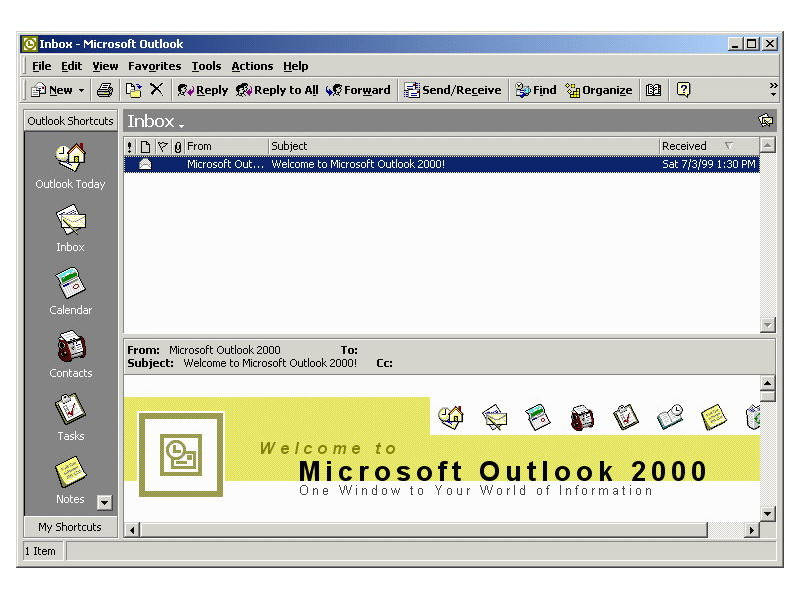 Inbox - Microsoft Outlook
File Edit View Favorites Tools Actions Help
New Reply Reply to All Forward Send/Receive Find Organize
Outlook Shortcuts
Inbox
! From Subject Received
Microsoft Out... Welcome to Microsoft Outlook 2000! Sat 7/3/99 1:30 PM
Outlook Today
Inbox
Calendar
Contacts
Tasks
Notes
My Shortcuts
From: Microsoft Outlook 2000 To:
Subject: Welcome to Microsoft Outlook 2000! Cc:
Welcome to
Microsoft Outlook 2000
One Window to Your World of Information
1 Item